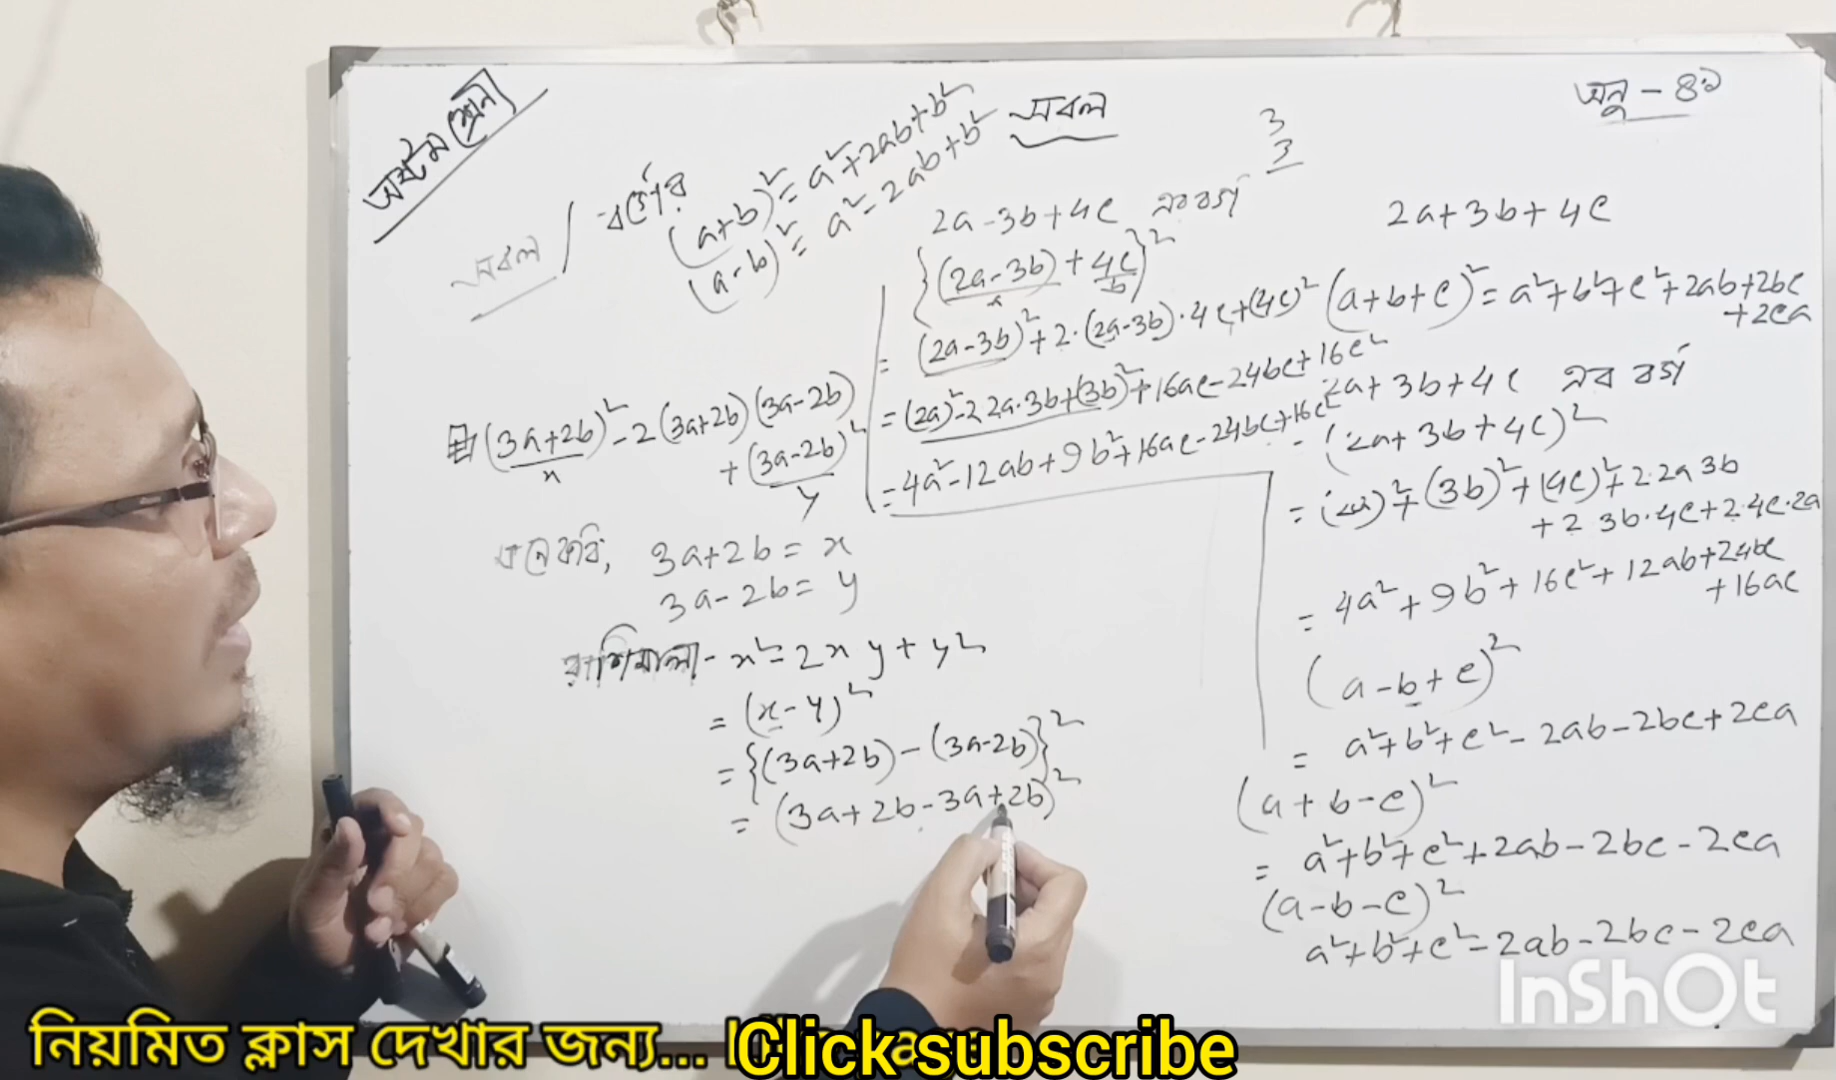 অষ্টম শ্রেণি
সরল
অনু - ৪.১
সরল / বর্গের
(a+b)² = a²+2ab+b²
(a-b)² = a²-2ab+b²
3
3
⊞ (3a+2b)² - 2(3a+2b)(3a-2b)
x
+ (3a-2b)²
y
মনেকরি, 3a+2b = x
3a-2b = y
রাশিমালা - x² - 2xy + y²
= (x-y)²
= {(3a+2b) - (3a-2b)}²
= (3a+2b-3a+2b)²
2a-3b+4c এর বর্গ
{(2a-3b) + 4c}²
a b
= (2a-3b)²+2·(2a-3b)·4c+(4c)²
= (2a)²-2 2a·3b+(3b)²+16ac-24bc+16c²
= 4a²-12ab+9b²+16ac-24bc+16c²
2a+3b+4c
(a+b+c)² = a²+b²+c²+2ab+2bc
+2ca
2a+3b+4c এর বর্গ
- (2a+3b+4c)²
= (2a)²+(3b)²+(4c)²+2·2a 3b
+2 3b·4c+2·4c·2a
= 4a²+9b²+16c²+12ab+24bc
+16ac
(a-b+c)²
= a²+b²+c²-2ab-2bc+2ca
(a+b-c)²
= a²+b²+c²+2ab-2bc-2ca
(a-b-c)²
a²+b²+c²-2ab-2bc-2ca
InShOt
নিয়মিত ক্লাস দেখার জন্য...
Click subscribe